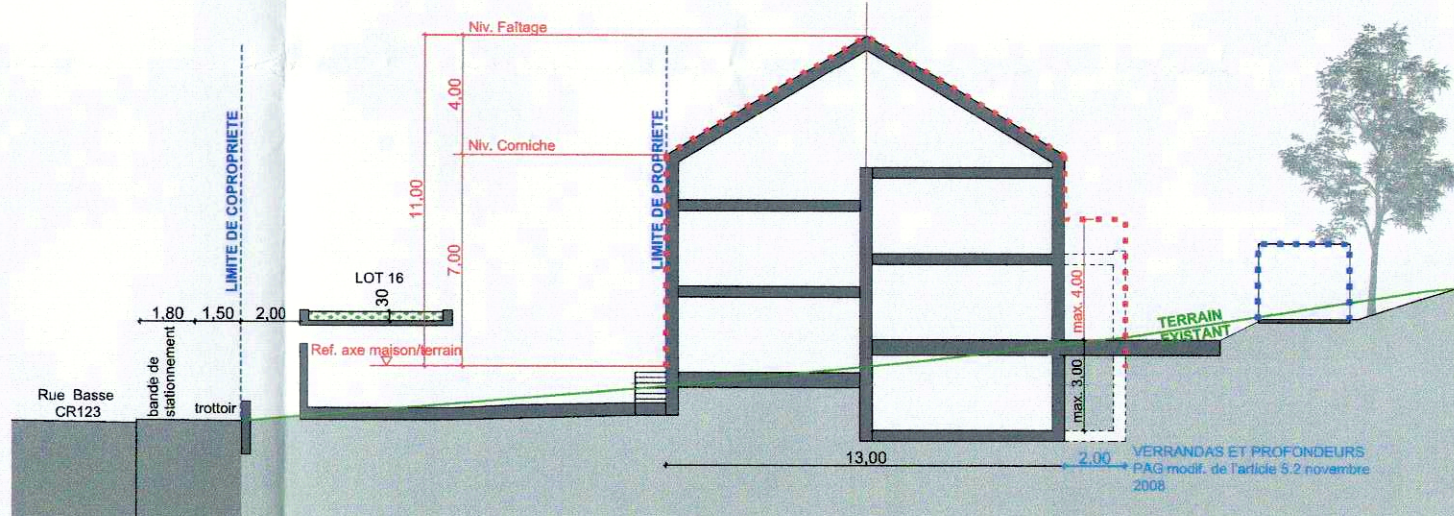 Niv. Faîtage
4,00
Niv. Corniche
11,00
7,00
LIMITE DE COPROPRIETE
LIMITE DE PROPRIETE
LOT 16
30
1.80
1,50
2,00
Ref. axe maison/terrain
bande de
stationnement
trottoir
Rue Basse
CR123
TERRAIN
EXISTANT
max. 4,00
max. 3,00
13,00
2,00
VERRANDAS ET PROFONDEURS
PAG modif. de l'article 5.2 novembre
2008